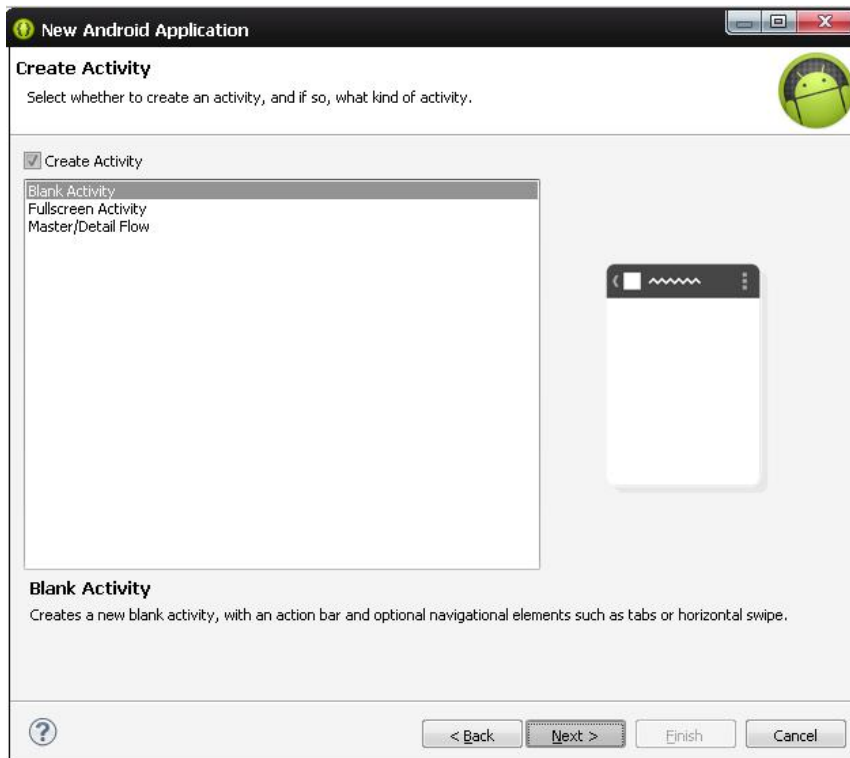 New Android Application
Create Activity
Select whether to create an activity, and if so, what kind of activity.
Create Activity
Blank Activity
Fullscreen Activity
Master/Detail Flow
Blank Activity
Creates a new blank activity, with an action bar and optional navigational elements such as tabs or horizontal swipe.
? < Back Next > Finish Cancel